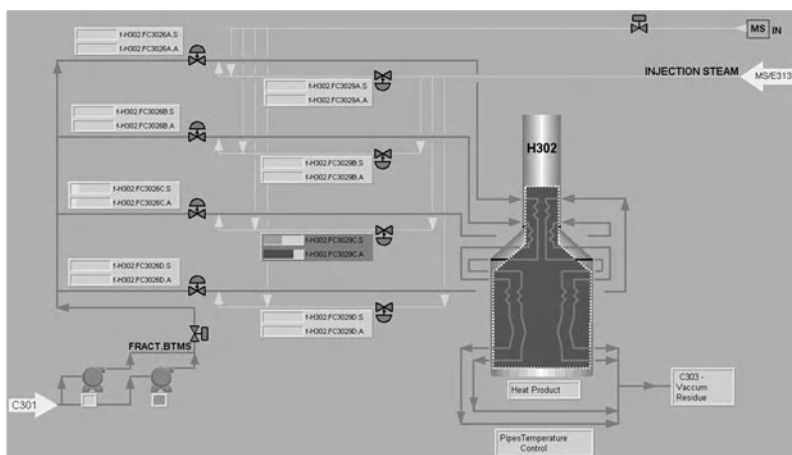 f-H302.FC3026A.S
f-H302.FC3026A.A
MS IN
INJECTION STEAM
MS/E313
f-H302.FC3029A.S
f-H302.FC3029A.A
f-H302.FC3026B.S
f-H302.FC3026B.A
H302
f-H302.FC3029B.S
f-H302.FC3029B.A
f-H302.FC3026C.S
f-H302.FC3026C.A
f-H302.FC3029C.S
f-H302.FC3029C.A
f-H302.FC3026D.S
f-H302.FC3026D.A
f-H302.FC3029D.S
f-H302.FC3029D.A
FRACT.BTMS
C301
Heat Product
C303 -
Vaccum
Residue
PipesTemperature
Control